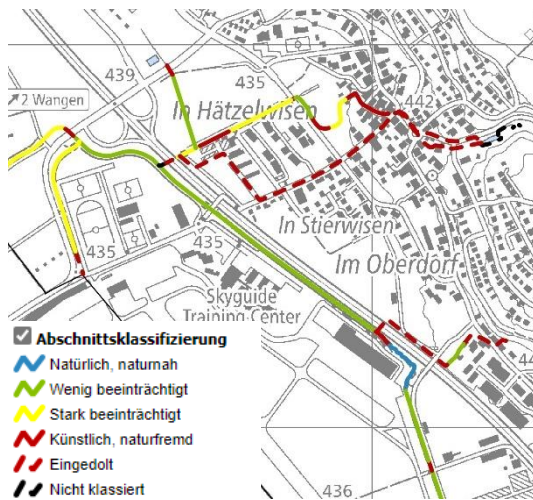 439
435
2 Wangen
In Hätzelwisen
442
In Stierwisen
435
435
Im Oberdorf
Skyguide
Training Center
44
Abschnittsklassifizierung
Natürlich, naturnah
Wenig beeinträchtigt
Stark beeinträchtigt
Künstlich, naturfremd
Eingedolt
Nicht klassiert
436